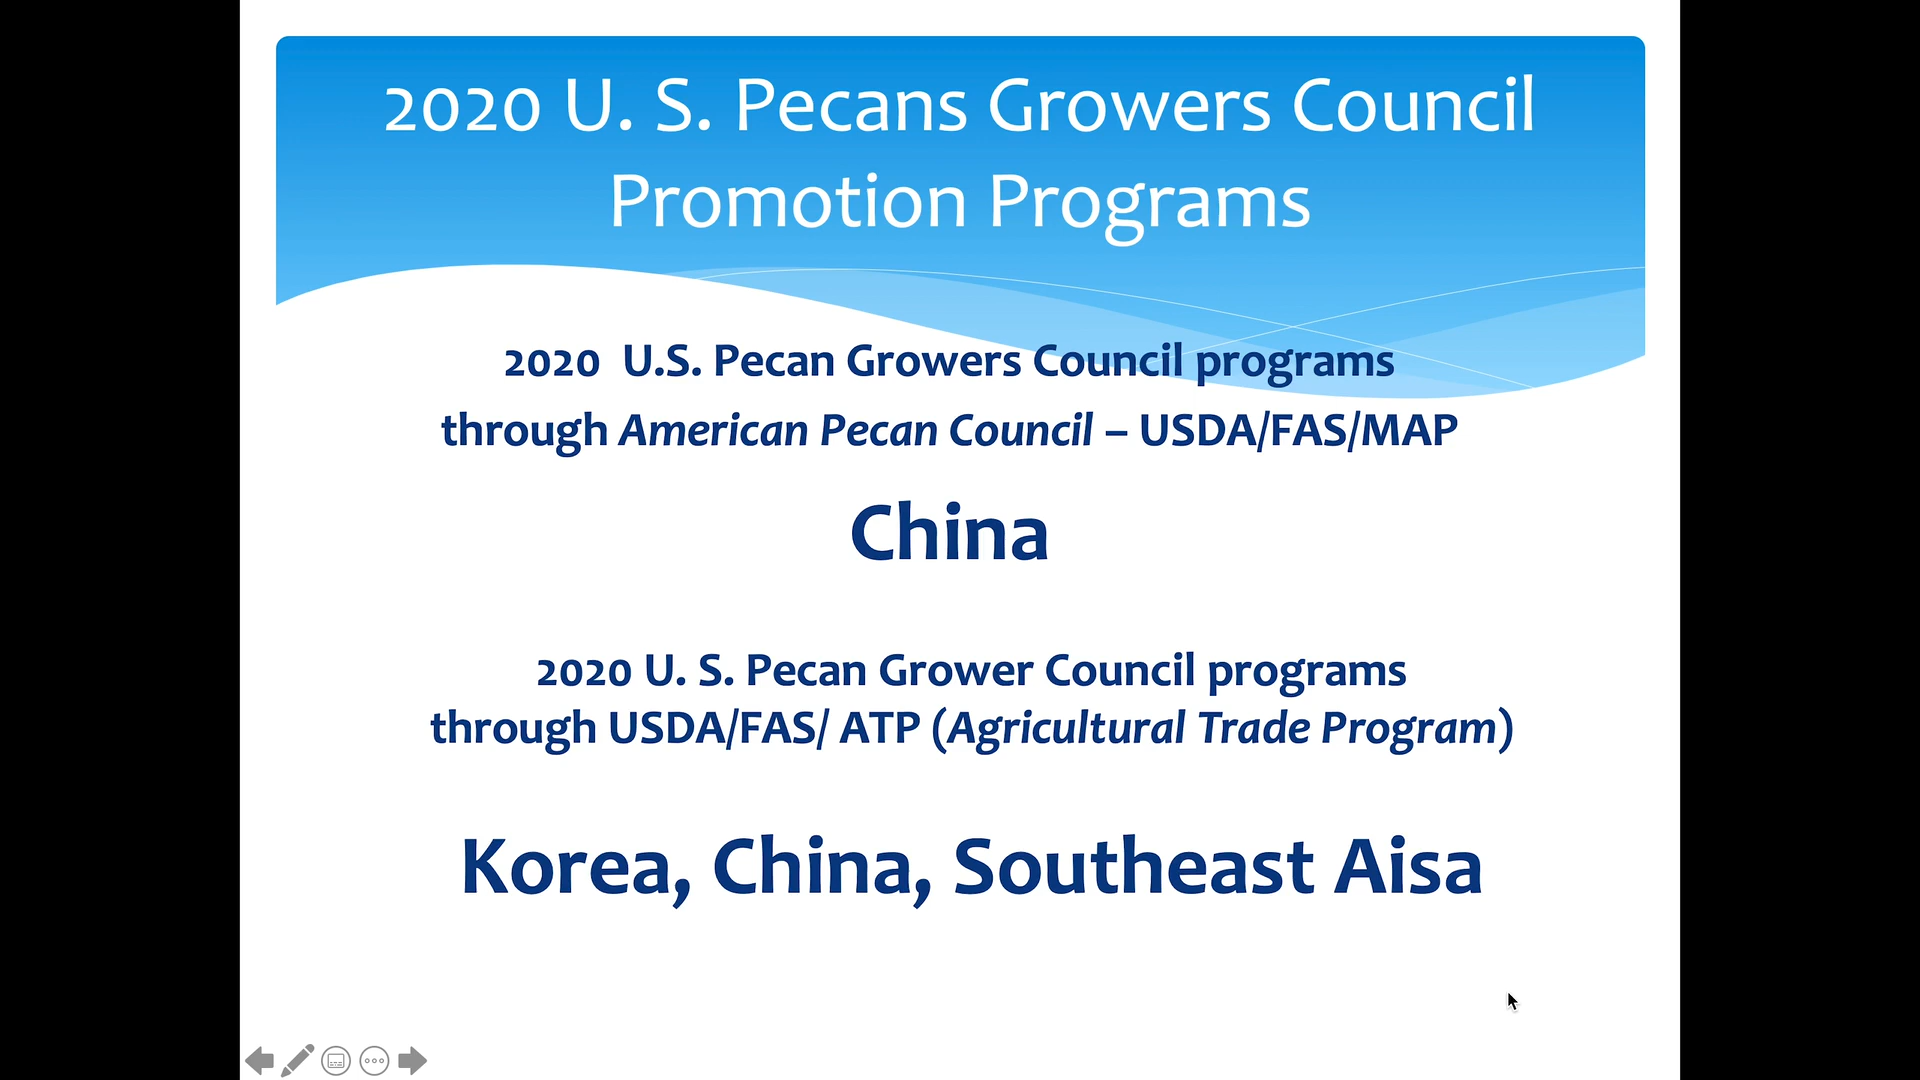 2020 U. S. Pecans Growers Council
Promotion Programs
2020  U.S. Pecan Growers Council programs
through American Pecan Council – USDA/FAS/MAP
China
2020 U. S. Pecan Grower Council programs
through USDA/FAS/ ATP (Agricultural Trade Program)
Korea, China, Southeast Aisa